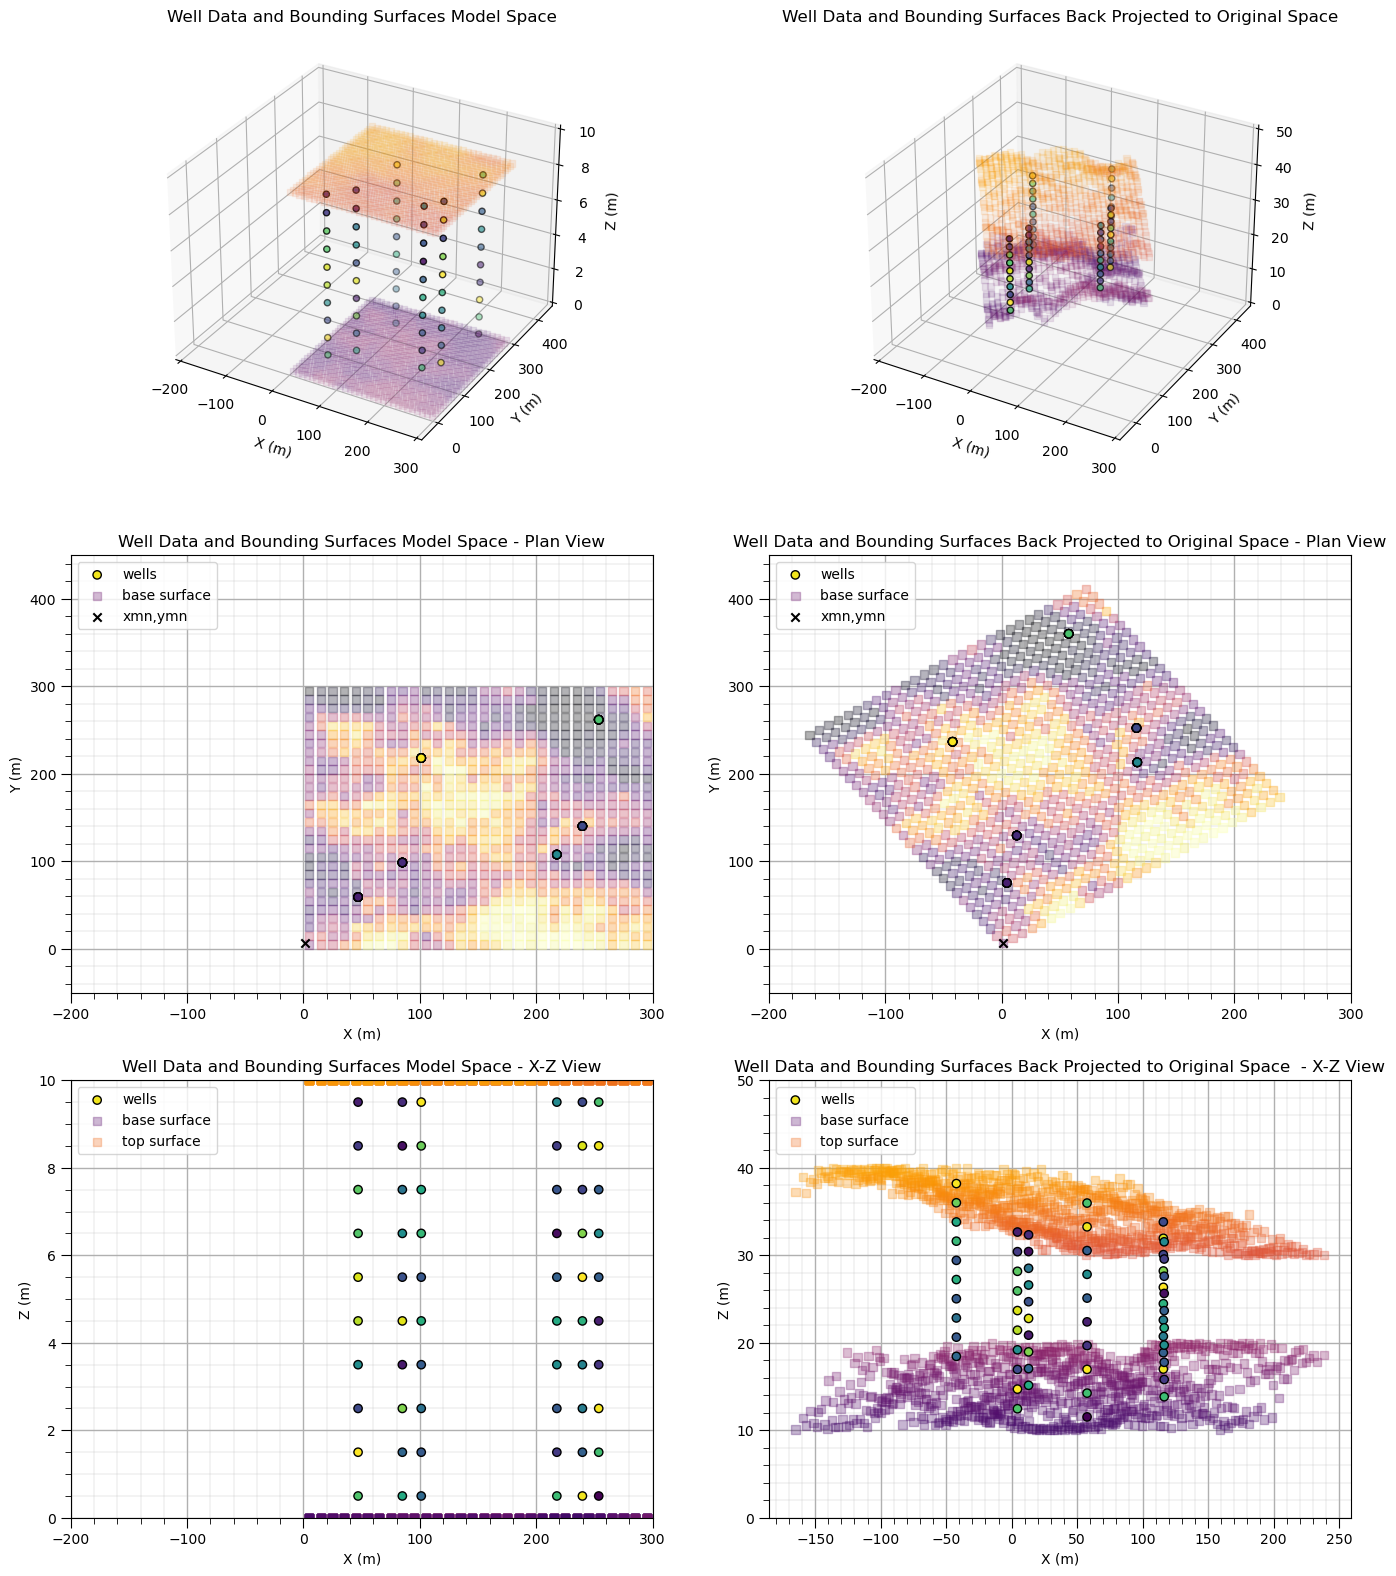 Well Data and Bounding Surfaces Model Space
10
8
6
4
2
0
Z (m)
400
300
200
100
0
Y (m)
−200
−100
0
100
200
300
X (m)
Well Data and Bounding Surfaces Back Projected to Original Space
50
40
30
20
10
0
Z (m)
400
300
200
100
0
Y (m)
−200
−100
0
100
200
300
X (m)
Well Data and Bounding Surfaces Model Space - Plan View
wells
base surface
xmn,ymn
400
300
200
100
0
Y (m)
−200
−100
0
100
200
300
X (m)
Well Data and Bounding Surfaces Back Projected to Original Space - Plan View
wells
base surface
xmn,ymn
400
300
200
100
0
Y (m)
−200
−100
0
100
200
300
X (m)
Well Data and Bounding Surfaces Model Space - X-Z View
wells
base surface
top surface
10
8
6
4
2
0
Z (m)
−200
−100
0
100
200
300
X (m)
Well Data and Bounding Surfaces Back Projected to Original Space  - X-Z View
wells
base surface
top surface
50
40
30
20
10
0
Z (m)
−150
−100
−50
0
50
100
150
200
250
X (m)